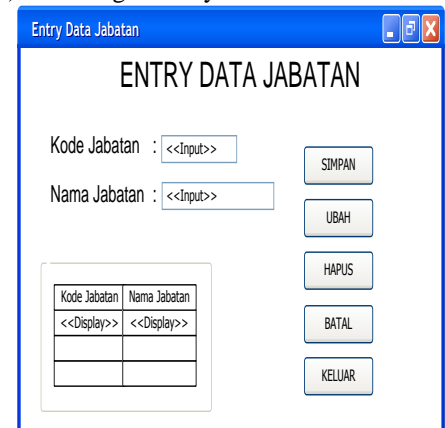 Entry Data Jabatan
ENTRY DATA JABATAN
Kode Jabatan : <<Input>>
Nama Jabatan : <<Input>>
SIMPAN
UBAH
HAPUS
BATAL
KELUAR
Kode Jabatan Nama Jabatan
<<Display>> <<Display>>